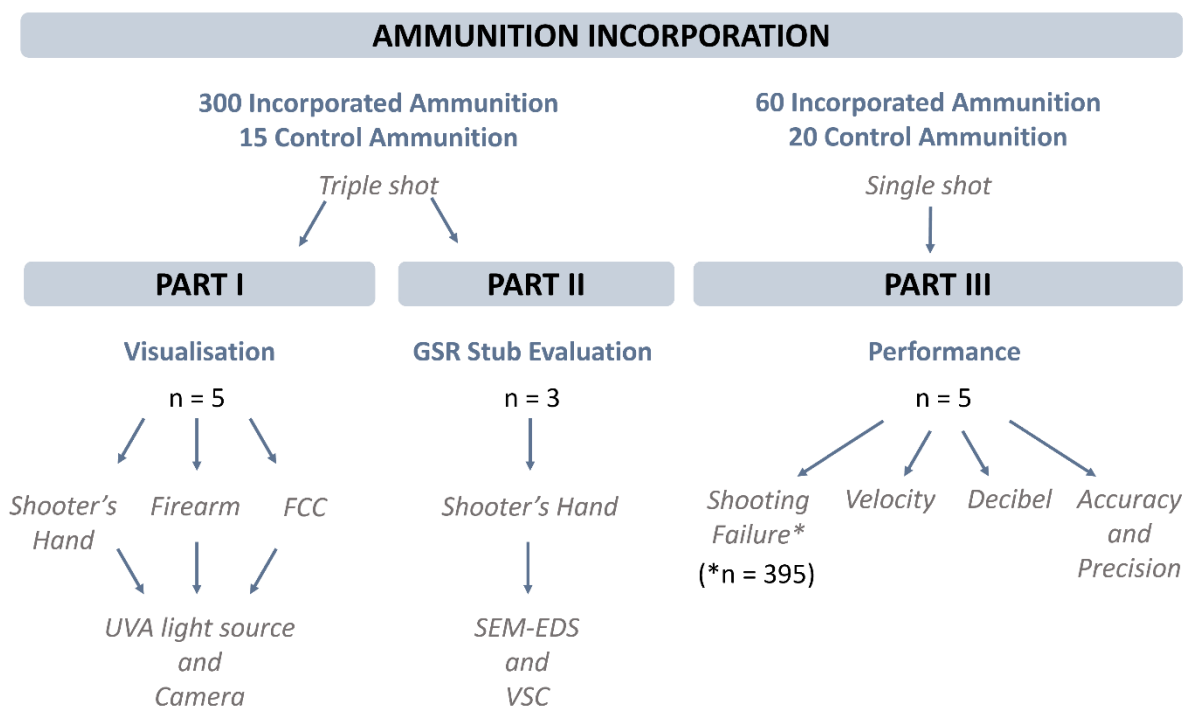 AMMUNITION INCORPORATION
300 Incorporated Ammunition
15 Control Ammunition
Triple shot
60 Incorporated Ammunition
20 Control Ammunition
Single shot
PART I
Visualisation
n = 5
Shooter’s
Hand
Firearm
FCC
UVA light source
and
Camera
PART II
GSR Stub Evaluation
n = 3
Shooter’s Hand
SEM-EDS
and
VSC
PART III
Performance
n = 5
Shooting
Failure*
(*n = 395)
Velocity
Decibel
Accuracy
and
Precision